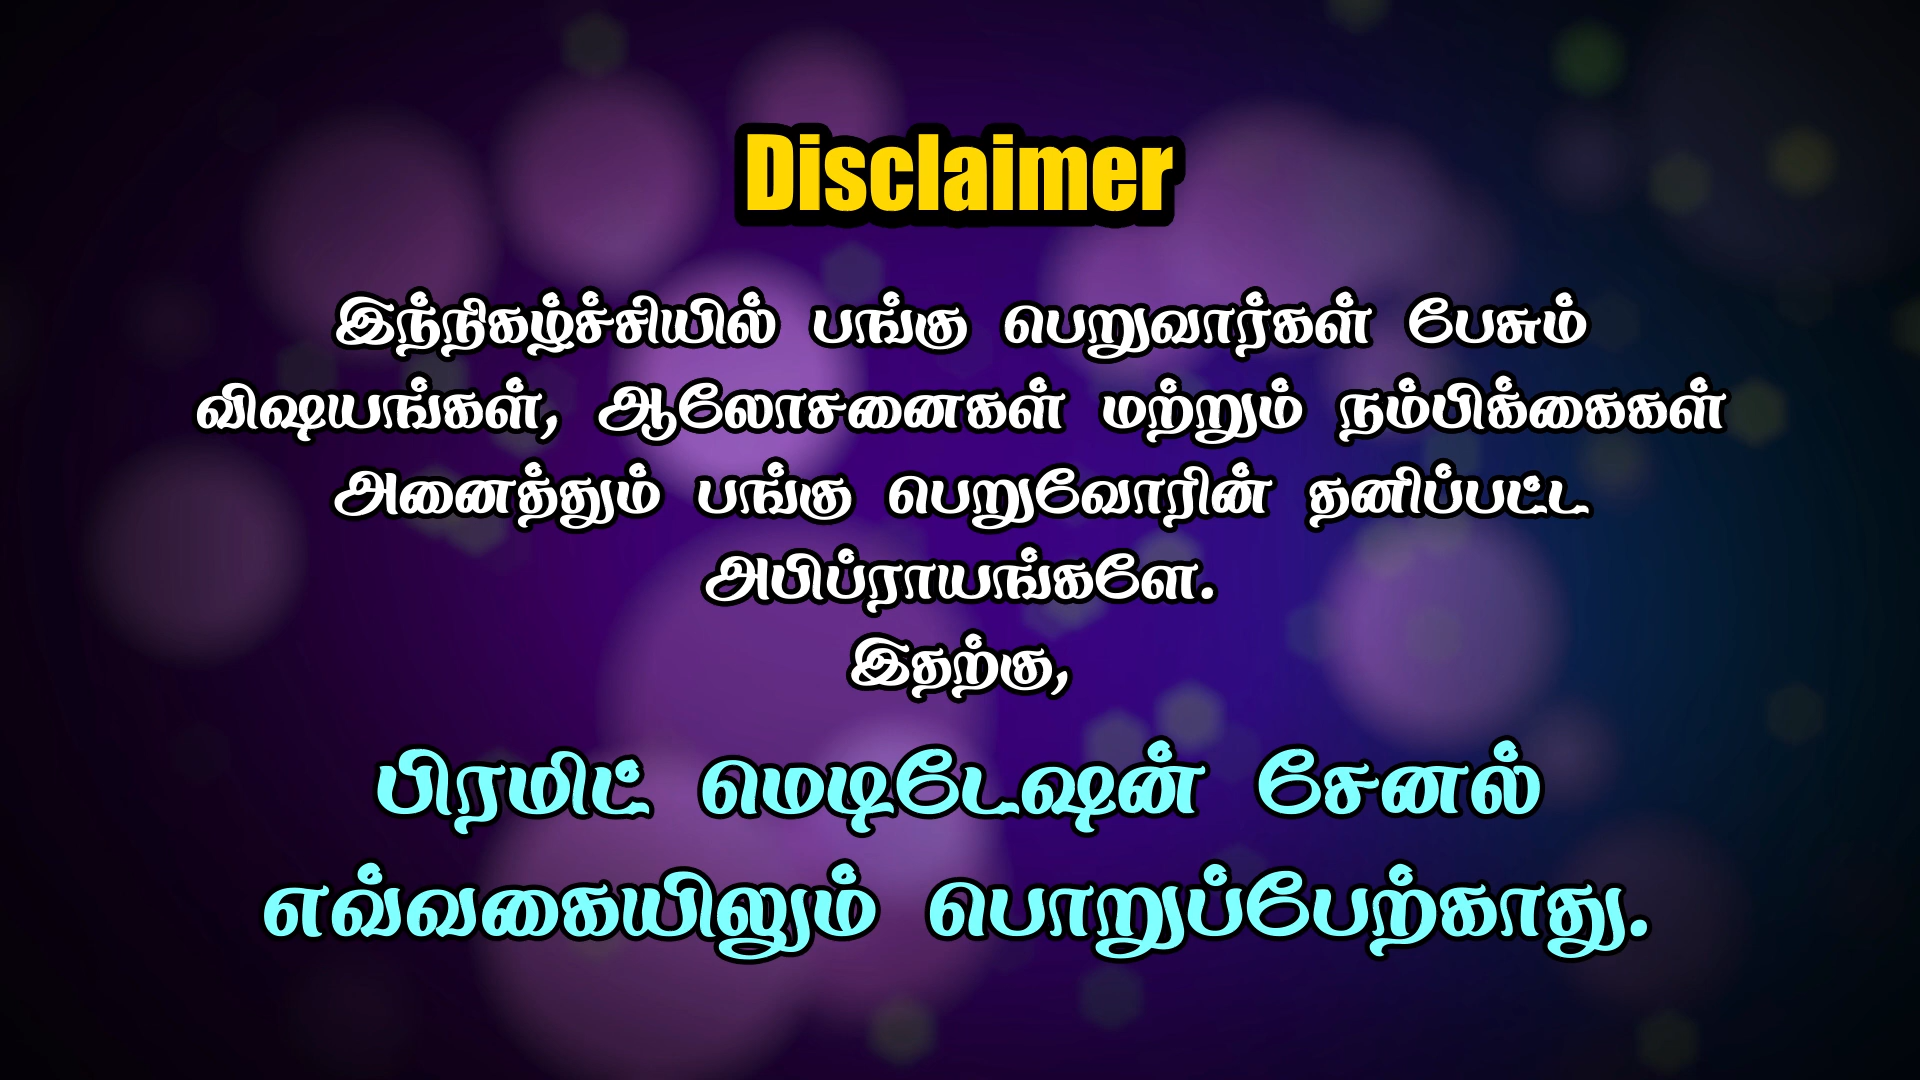 Disclaimer
இந்நிகழ்ச்சியில் பங்கு பெறுவார்கள் பேசும்
விஷயங்கள், ஆலோசனைகள் மற்றும் நம்பிக்கைகள்
அனைத்தும் பங்கு பெறுவோரின் தனிப்பட்ட
அபிப்ராயங்களே.
இதற்கு,
பிரமிட் மெடிடேஷன் சேனல்
எவ்வகையிலும் பொறுப்பேற்காது.